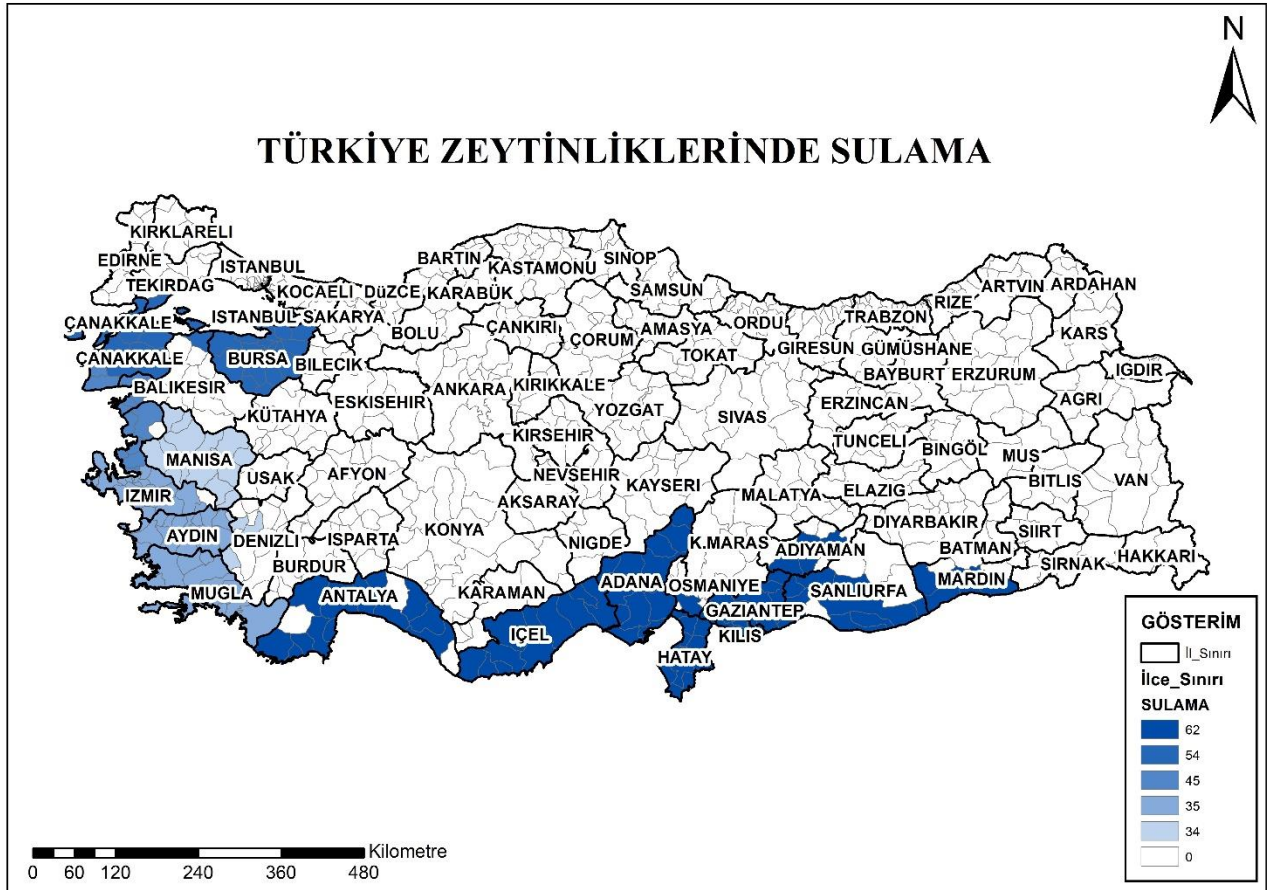 N
TÜRKİYE ZEYTİNLİKLERİNDE SULAMA
KIRKLARELİ
EDIRNE
ISTANBUL
TEKIRDAG
BARTIN
KASTAMONU
SINOP
SAMSUN
ARTVIN
ARDAHAN
RIZE
KOCAELI
DüZCE
KARABÜK
ÇANAKKALE
ISTANBUL
SAKARYA
BOLU
ÇANKIRI
ÇORUM
AMASYA
ORDU
TRABZON
GIRESUN
GÜMÜSHANE
KARS
ÇANAKKALE
BURSA
BILECIK
TOKAT
BAYBURT
ERZURUM
IGDIR
BALIKESIR
ESKISEHIR
ANKARA
KIRIKKALE
YOZGAT
SIVAS
ERZINCAN
AGRI
KÜTAHYA
KIRSEHIR
TUNCELI
BINGÖL
MUS
MANISA
USAK
AFYON
NEVSEHIR
KAYSERI
MALATYA
ELAZIG
BITLIS
VAN
IZMIR
AKSARAY
AYDIN
DENIZLI
ISPARTA
KONYA
NIGDE
K.MARAS
ADIYAMAN
DIYARBAKIR
BATMAN
SIIRT
HAKKARI
BURDUR
SIRNAK
MUGLA
ANTALYA
KARAMAN
ADANA
OSMANIYE
SANLIURFA
MARDIN
GAZIANTEP
IÇEL
KILIS
HATAY
GÖSTERİM
İl_Sınırı
İlce_Sınırı
SULAMA
62
54
45
35
34
0
Kilometre
0 60 120 240 360 480